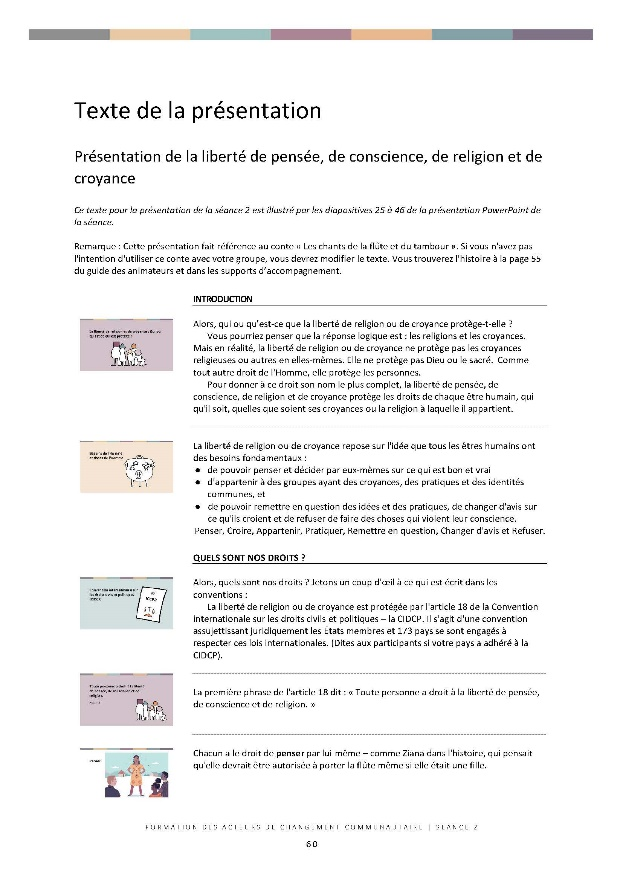 Texte de la présentation
Présentation de la liberté de pensée, de conscience, de religion et de
croyance
Ce texte pour la présentation de la séance 2 est illustré par les diapositives 25 à 46 de la présentation PowerPoint de
la séance.
Remarque : Cette présentation fait référence au conte « Les chants de la flûte et du tambour ». Si vous n'avez pas
l'intention d'utiliser ce conte avec votre groupe, vous devrez modifier le texte. Vous trouverez l'histoire à la page 55
du guide des animateurs et dans les supports d'accompagnement.
INTRODUCTION
Alors, qui ou qu'est-ce que la liberté de religion ou de croyance protège-t-elle ?
Vous pourriez penser que la réponse logique est : les religions et les croyances.
Mais en réalité, la liberté de religion ou de croyance ne protège pas les croyances
religieuses ou autres en elles-mêmes. Elle ne protège pas Dieu ou le sacré. Comme
tout autre droit de l'Homme, elle protège les personnes.
Pour donner à ce droit son nom le plus complet, la liberté de pensée, de
conscience, de religion et de croyance protège les droits de chaque être humain, qui
qu'il soit, quelles que soient ses croyances ou la religion à laquelle il appartient.
La liberté de religion ou de croyance repose sur l'idée que tous les êtres humains ont
des besoins fondamentaux :
● de pouvoir penser et décider par eux-mêmes sur ce qui est bon et vrai
● d'appartenir à des groupes ayant des croyances, des pratiques et des identités
communes, et
● de pouvoir remettre en question des idées et des pratiques, de changer d'avis sur
ce qu'ils croient et de refuser de faire des choses qui violent leur conscience.
Penser, Croire, Appartenir, Pratiquer, Remettre en question, Changer d'avis et Refuser.
QUELS SONT NOS DROITS ?
Alors, quels sont nos droits ? Jetons un coup d'œil à ce qui est écrit dans les
conventions :
La liberté de religion ou de croyance est protégée par l'article 18 de la Convention
internationale sur les droits civils et politiques – la CIDCP. Il s'agit d'une convention
assujettissant juridiquement les États membres et 173 pays se sont engagés à
respecter ces lois internationales. (Dites aux participants si votre pays a adhéré à la
CIDCP).
La première phrase de l'article 18 dit : « Toute personne a droit à la liberté de pensée,
de conscience et de religion. »
Chacun a le droit de penser par lui-même – comme Ziana dans l'histoire, qui pensait
qu'elle devrait être autorisée à porter la flûte même si elle était une fille.
FORMATION DES ACTEURS DE CHANGEMENT COMMUNAUTAIRE | SÉANCE 2
60